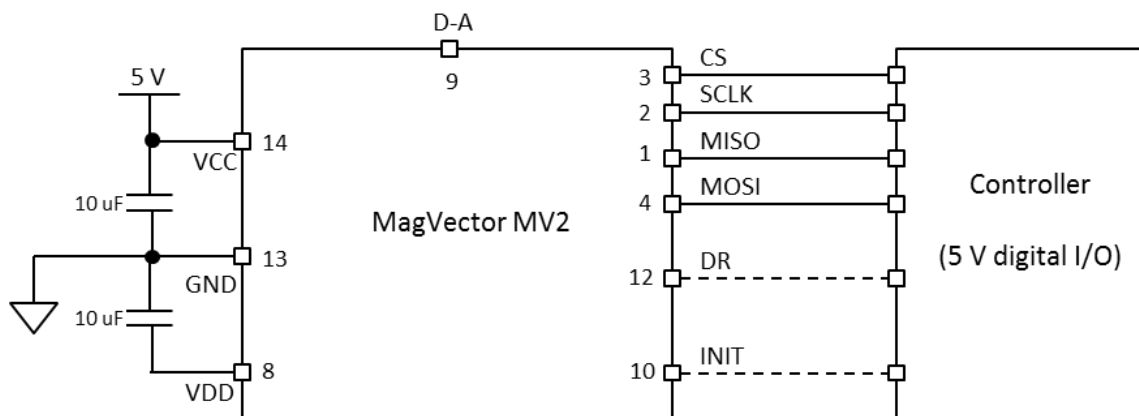 D-A
9
5 V
14
VCC
10 uF
13
GND
10 uF
8
VDD
MagVector MV2
3
CS
2
SCLK
1
MISO
4
MOSI
12
DR
10
INIT
Controller
(5 V digital I/O)